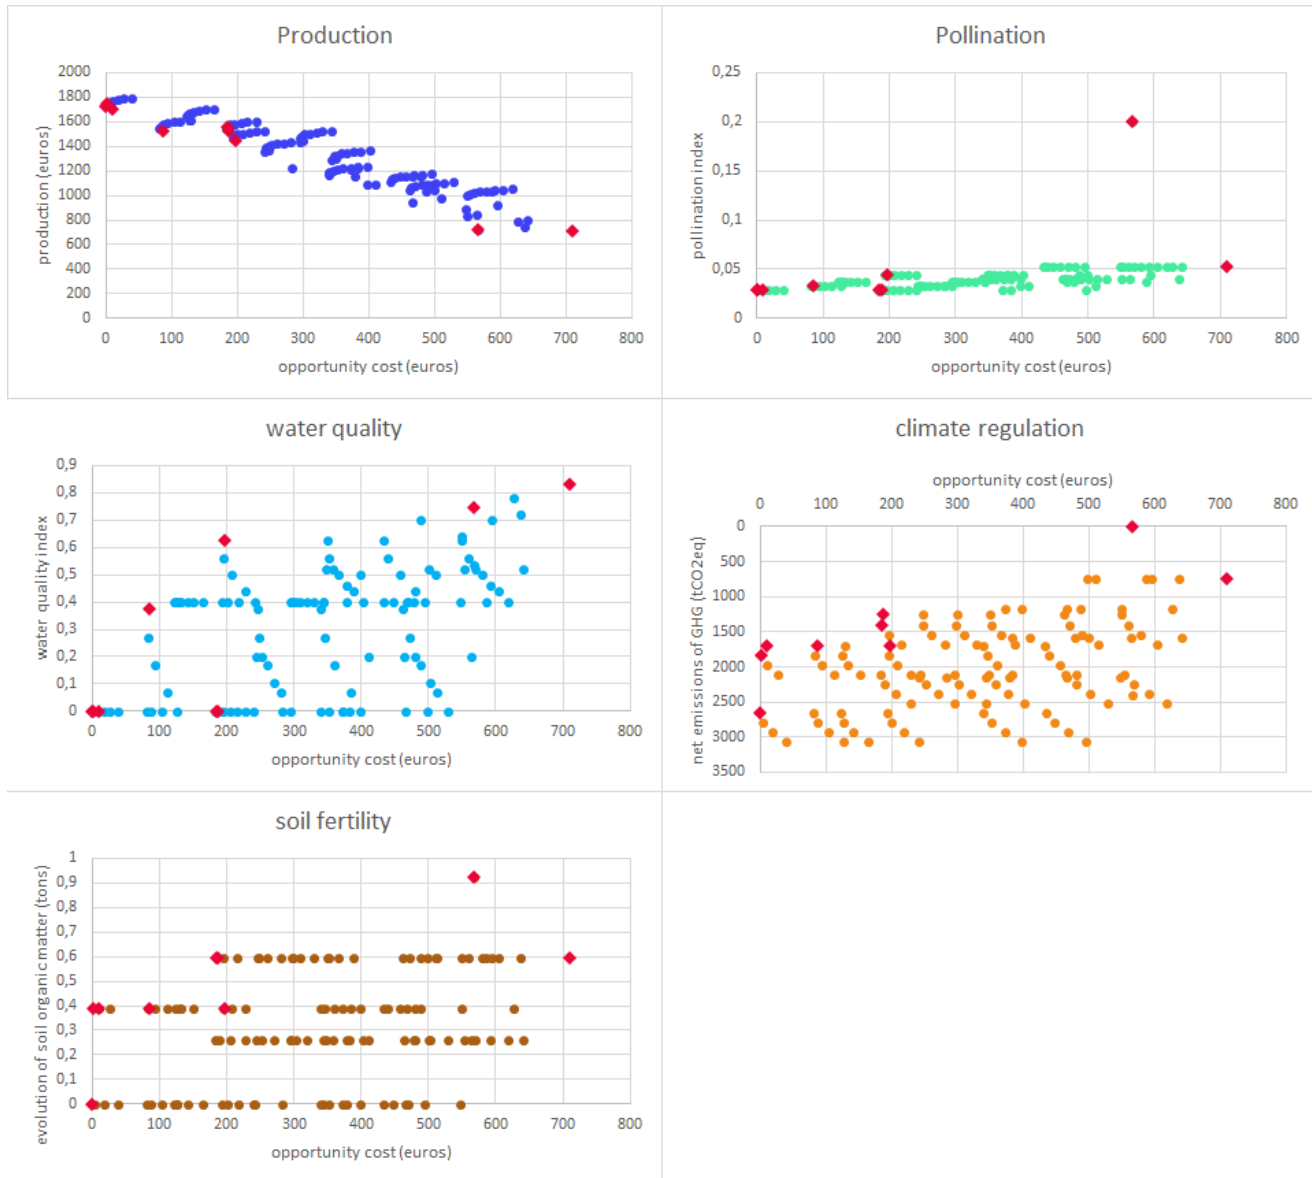 Production
2000
1800
1600
1400
1200
1000
800
600
400
200
0
production (euros)
0 100 200 300 400 500 600 700 800
opportunity cost (euros)
Pollination
0,25
0,2
0,15
0,1
0,05
0
pollination index
0 100 200 300 400 500 600 700 800
opportunity cost (euros)
water quality
0,9
0,8
0,7
0,6
0,5
0,4
0,3
0,2
0,1
0
water quality index
0 100 200 300 400 500 600 700 800
opportunity cost (euros)
climate regulation
opportunity cost (euros)
0 100 200 300 400 500 600 700 800
0
500
1000
1500
2000
2500
3000
3500
net emissions of GHG (tCO2eq)
soil fertility
1
0,9
0,8
0,7
0,6
0,5
0,4
0,3
0,2
0,1
0
evolution of soil organic matter (tons)
0 100 200 300 400 500 600 700 800
opportunity cost (euros)